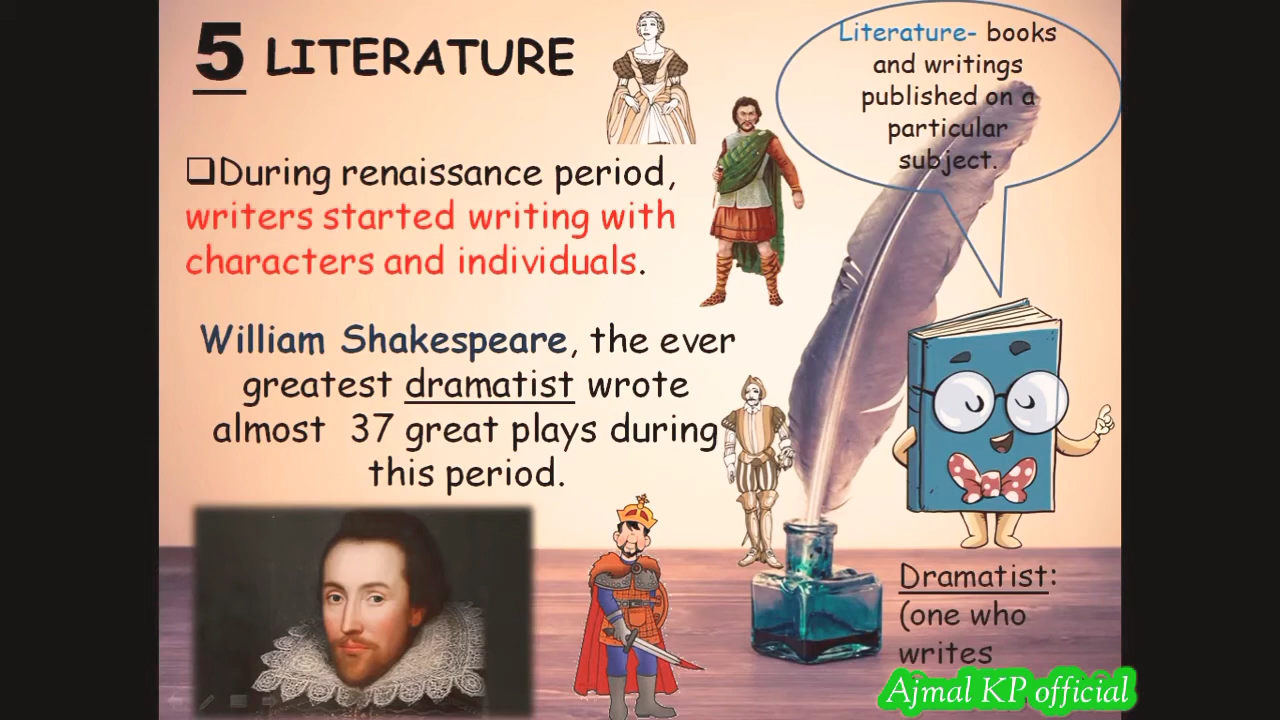 5 LITERATURE
Literature- books
and writings
published on a
particular
subject.
❑During renaissance period,
writers started writing with
characters and individuals.
William Shakespeare, the ever
greatest dramatist wrote
almost 37 great plays during
this period.
Dramatist:
(one who
writes
Ajmal KP official